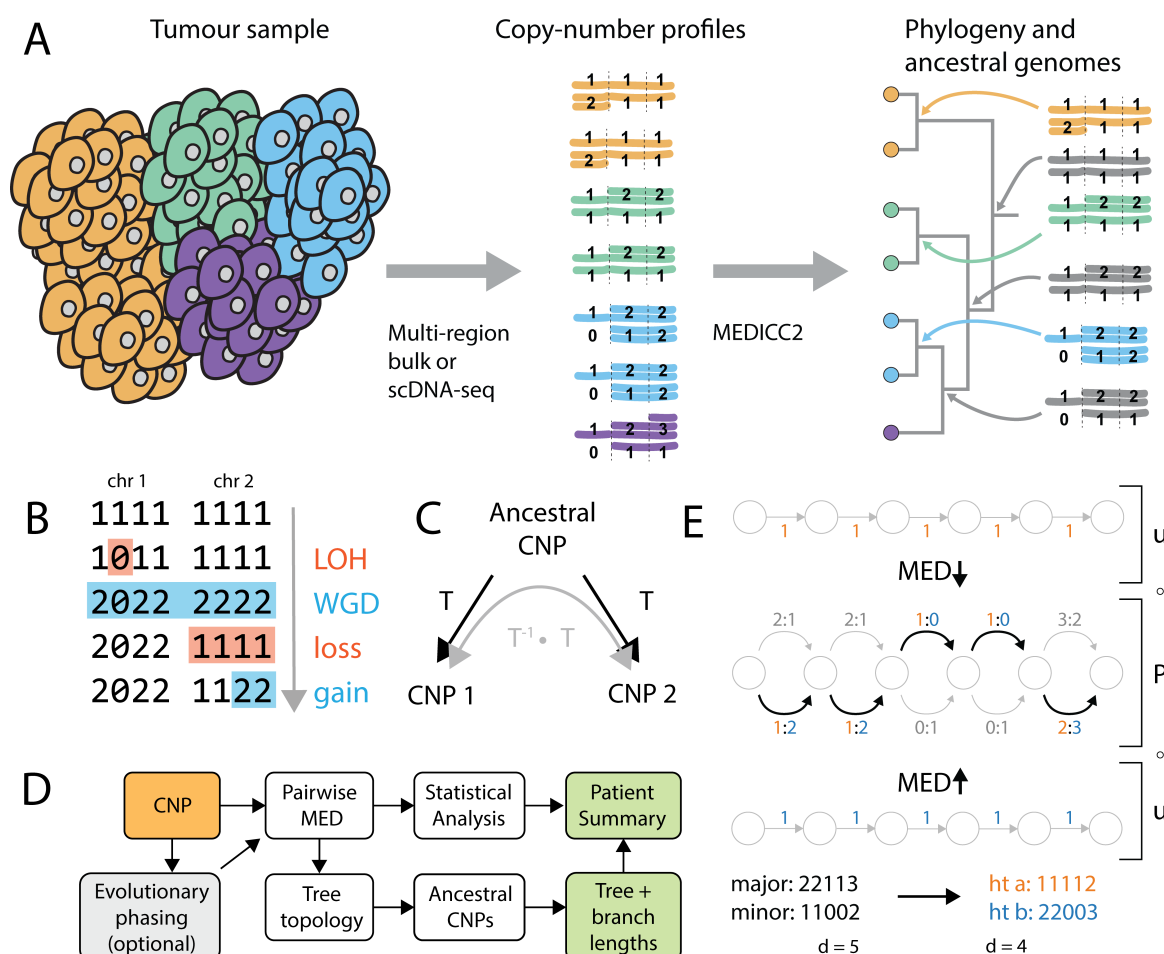 A
Tumour sample
Copy-number profiles
Phylogeny and
ancestral genomes
1 1 1
2 1 1
1 1 1
2 1 1
1 2 2
1 1 1
1 2 2
1 1 1
1 2 2
0 1 2
1 2 2
0 1 2
1 2 3
0 1 1
Multi-region
bulk or
scDNA-seq
MEDICC2
1 1 1
2 1 1
1 1 1
1 1 1
1 2 2
1 1 1
1 2 2
1 1 1
1 2 2
0 1 2
1 2 2
0 1 1
B
chr 1 chr 2
1111 1111
1011 1111 LOH
2022 2222 WGD
2022 1111 loss
2022 1122 gain
C
Ancestral
CNP
T T
T-1• T
CNP 1 CNP 2
D
CNP
Pairwise
MED
Statistical
Analysis
Patient
Summary
Evolutionary
phasing
(optional)
Tree
topology
Ancestral
CNPs
Tree +
branch
lengths
E
1 1 1 1 1
u
MED
2:1 2:1 1:0 1:0 3:2
P
1:2 1:2 0:1 0:1 2:3
MED
1 1 1 1 1
u
major: 22113 ht a: 11112
minor: 11002 ht b: 22003
d = 5 d = 4